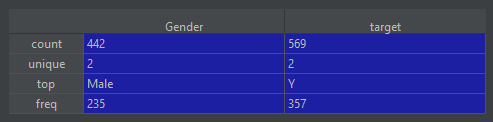 Gender target
count 442 569
unique 2 2
top Male Y
freq 235 357